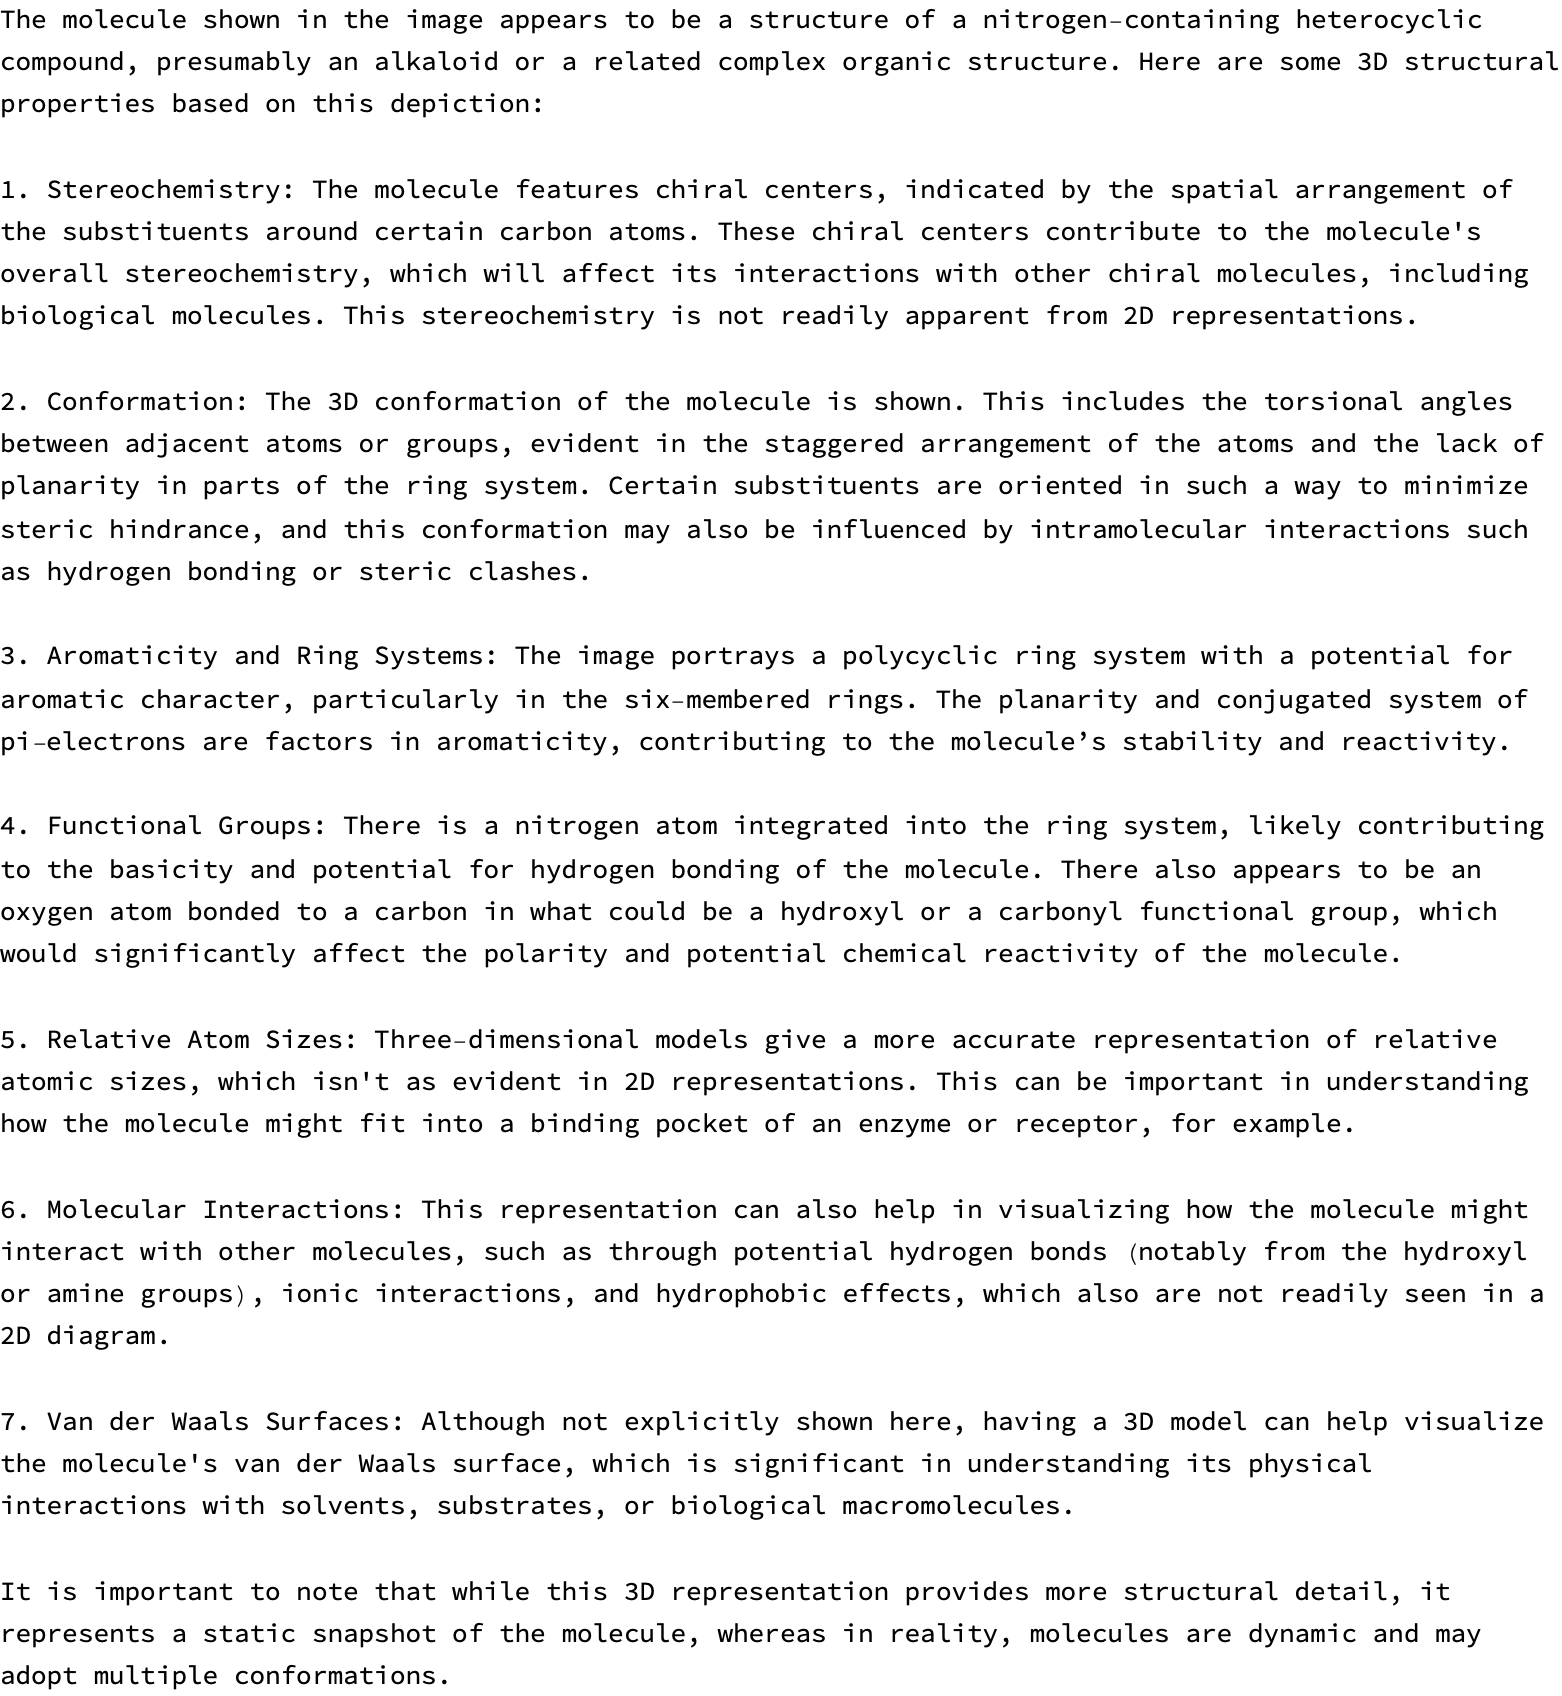 The molecule shown in the image appears to be a structure of a nitrogen-containing heterocyclic
compound, presumably an alkaloid or a related complex organic structure. Here are some 3D structural
properties based on this depiction:

1. Stereochemistry: The molecule features chiral centers, indicated by the spatial arrangement of
the substituents around certain carbon atoms. These chiral centers contribute to the molecule's
overall stereochemistry, which will affect its interactions with other chiral molecules, including
biological molecules. This stereochemistry is not readily apparent from 2D representations.

2. Conformation: The 3D conformation of the molecule is shown. This includes the torsional angles
between adjacent atoms or groups, evident in the staggered arrangement of the atoms and the lack of
planarity in parts of the ring system. Certain substituents are oriented in such a way to minimize
steric hindrance, and this conformation may also be influenced by intramolecular interactions such
as hydrogen bonding or steric clashes.

3. Aromaticity and Ring Systems: The image portrays a polycyclic ring system with a potential for
aromatic character, particularly in the six-membered rings. The planarity and conjugated system of
pi-electrons are factors in aromaticity, contributing to the molecule’s stability and reactivity.

4. Functional Groups: There is a nitrogen atom integrated into the ring system, likely contributing
to the basicity and potential for hydrogen bonding of the molecule. There also appears to be an
oxygen atom bonded to a carbon in what could be a hydroxyl or a carbonyl functional group, which
would significantly affect the polarity and potential chemical reactivity of the molecule.

5. Relative Atom Sizes: Three-dimensional models give a more accurate representation of relative
atomic sizes, which isn't as evident in 2D representations. This can be important in understanding
how the molecule might fit into a binding pocket of an enzyme or receptor, for example.

6. Molecular Interactions: This representation can also help in visualizing how the molecule might
interact with other molecules, such as through potential hydrogen bonds (notably from the hydroxyl
or amine groups), ionic interactions, and hydrophobic effects, which also are not readily seen in a
2D diagram.

7. Van der Waals Surfaces: Although not explicitly shown here, having a 3D model can help visualize
the molecule's van der Waals surface, which is significant in understanding its physical
interactions with solvents, substrates, or biological macromolecules.

It is important to note that while this 3D representation provides more structural detail, it
represents a static snapshot of the molecule, whereas in reality, molecules are dynamic and may
adopt multiple conformations.